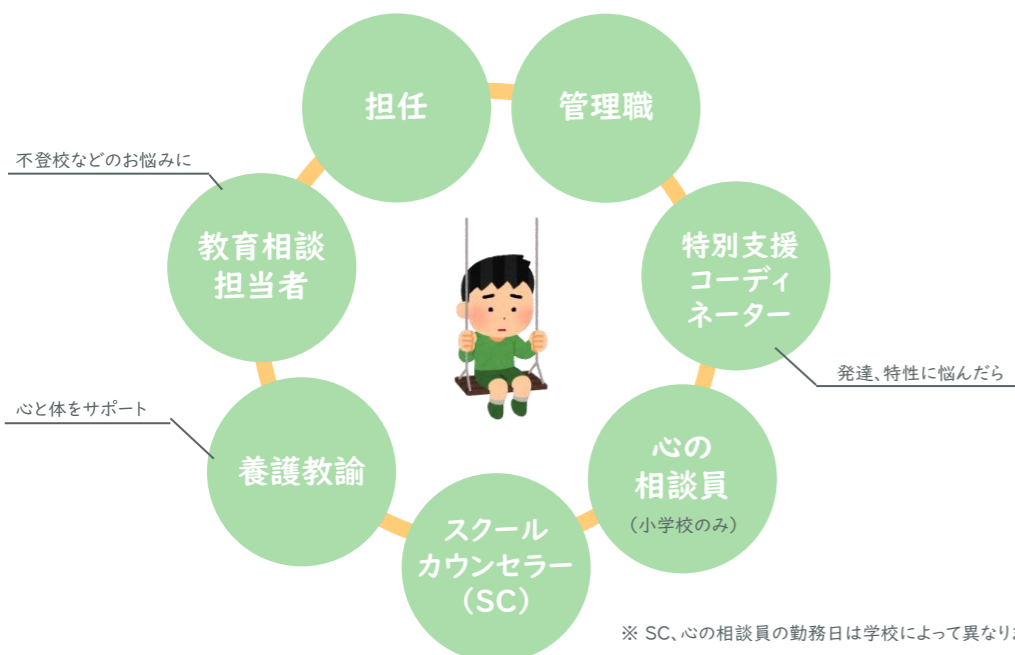 担任
管理職
不登校などのお悩みに
教育相談
担当者
特別支援
コーディ
ネーター
発達、特性に悩んだら
心と体をサポート
養護教諭
心の
相談員
(小学校のみ)
スクール
カウンセラー
(SC)
※ SC、心の相談員の勤務日は学校によって異なりま